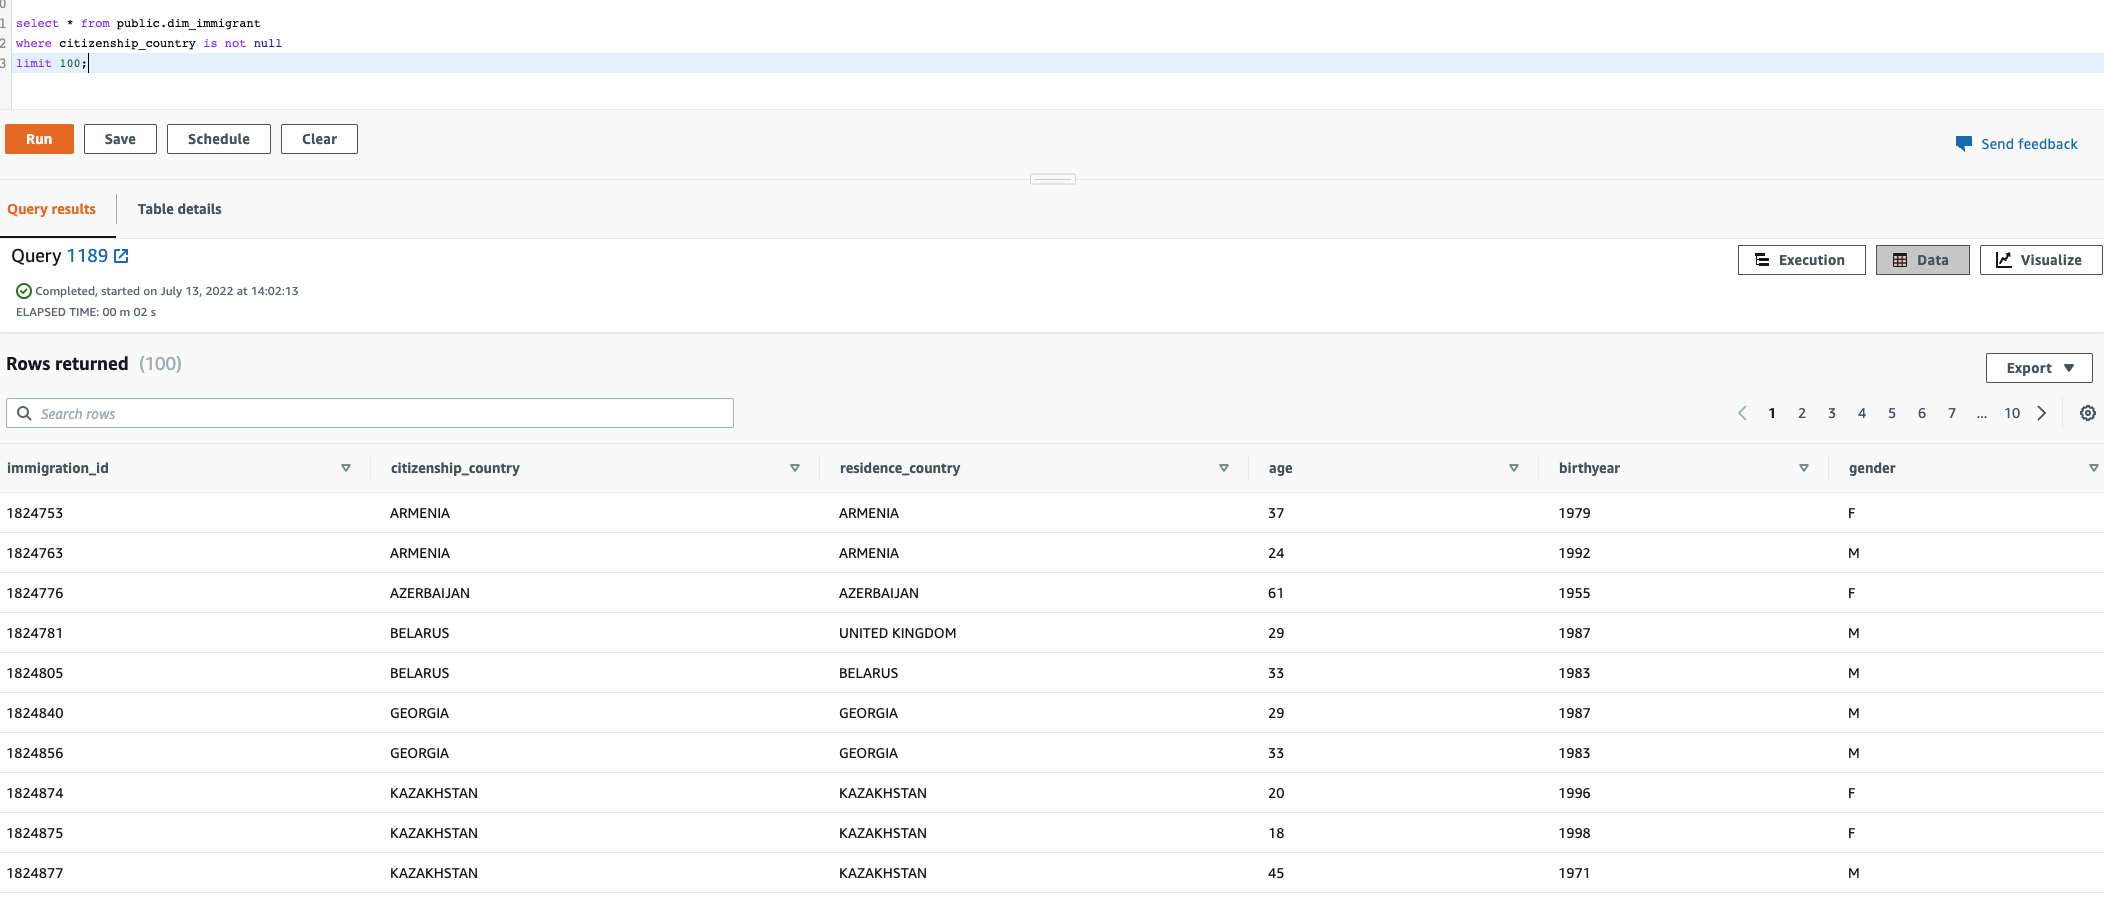 0
1 select * from public.dim_immigrant
2 where citizenship_country is not null
3 limit 100;
Run Save Schedule Clear
Send feedback
Query results Table details
Query 1189
Execution Data Visualize
Completed, started on July 13, 2022 at 14:02:13
ELAPSED TIME: 00 m 02 s
Rows returned (100)
Export
Search rows
1 2 3 4 5 6 7 ... 10
immigration_id citizenship_country residence_country age birthyear gender
1824753 ARMENIA ARMENIA 37 1979 F
1824763 ARMENIA ARMENIA 24 1992 M
1824776 AZERBAIJAN AZERBAIJAN 61 1955 F
1824781 BELARUS UNITED KINGDOM 29 1987 M
1824805 BELARUS BELARUS 33 1983 M
1824840 GEORGIA GEORGIA 29 1987 M
1824856 GEORGIA GEORGIA 33 1983 M
1824874 KAZAKHSTAN KAZAKHSTAN 20 1996 F
1824875 KAZAKHSTAN KAZAKHSTAN 18 1998 F
1824877 KAZAKHSTAN KAZAKHSTAN 45 1971 M